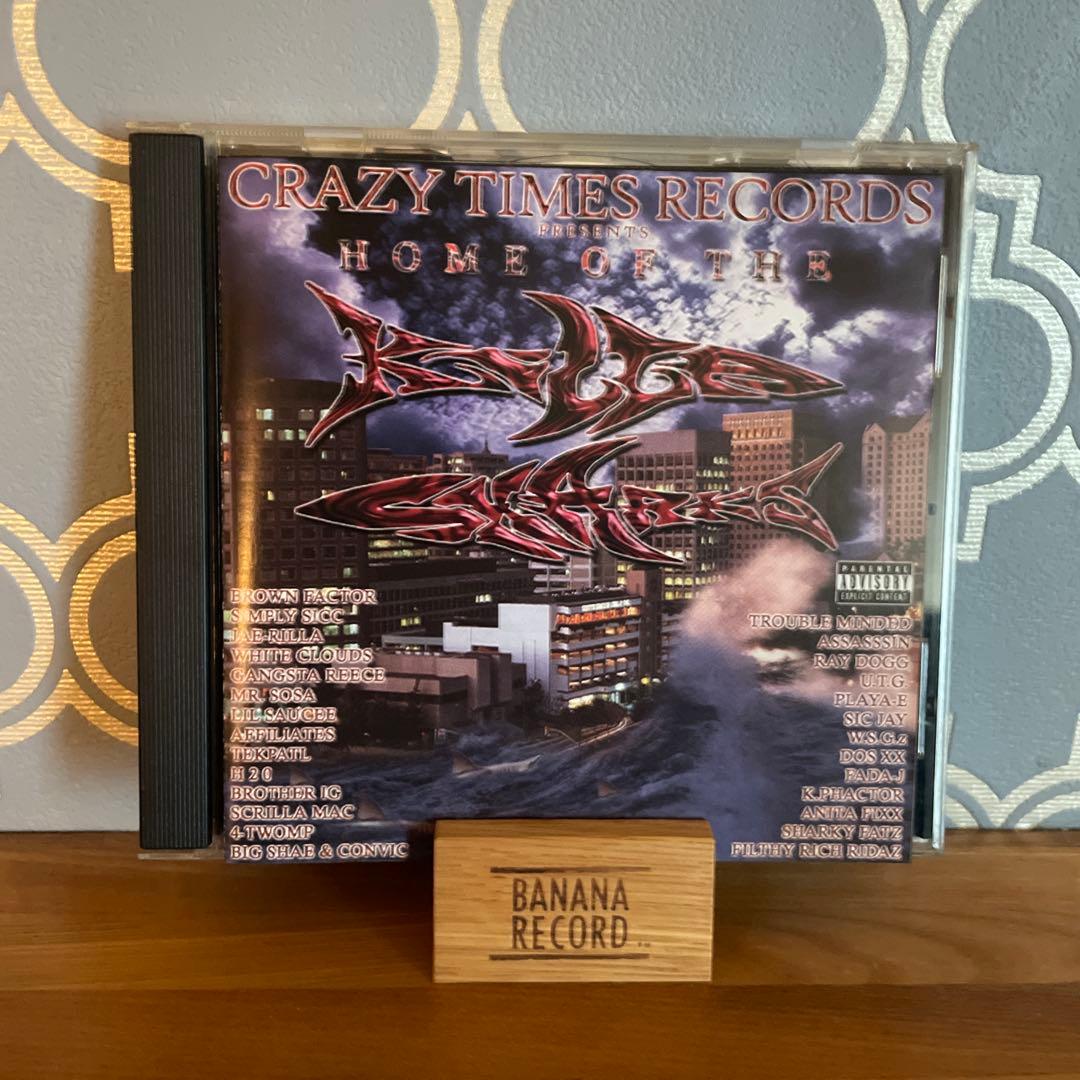 CRAZY TIMES RECORDS
PRESENTS
HOME OF THE
KILLA
SHARKS
PARENTAL
ADVISORY
EXPLICIT CONTENT
BROWN FACTOR
SIMPLY SICC
JAE-RILLA
WHITE CLOUDS
GANGSTA REECE
MR. SOSA
LIL SAUCEE
AFFILIATES
TEKPATL
H 2 0
BROTHER IG
SCRILLA MAC
4-TWOMP
BIG SHAE & CONVIC
TROUBLE MINDED
ASSASSSIN
RAY DOGG
U.T.G.
PLAYA-E
SIC JAY
W.S.G.z
DOS XX
FADA-J
K.PHACTOR
ANITA FIXX
SHARKY FATZ
FILTHY RICH RIDAZ
BANANA
RECORD